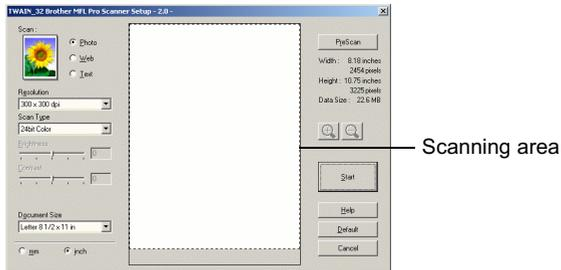 TWAIN_32 Brother MFL Pro Scanner Setup - 2.0 -
Scan :
Photo
Web
Text
Resolution
300 x 300 dpi
Scan Type
24bit Color
Brightness
0
Contrast
0
Document Size
Letter 8 1/2 x 11 in
mm
inch
PreScan
Width : 8.18 inches
2454 pixels
Height : 10.75 inches
3225 pixels
Data Size : 22.6 MB
Start
Help
Default
Cancel
Scanning area